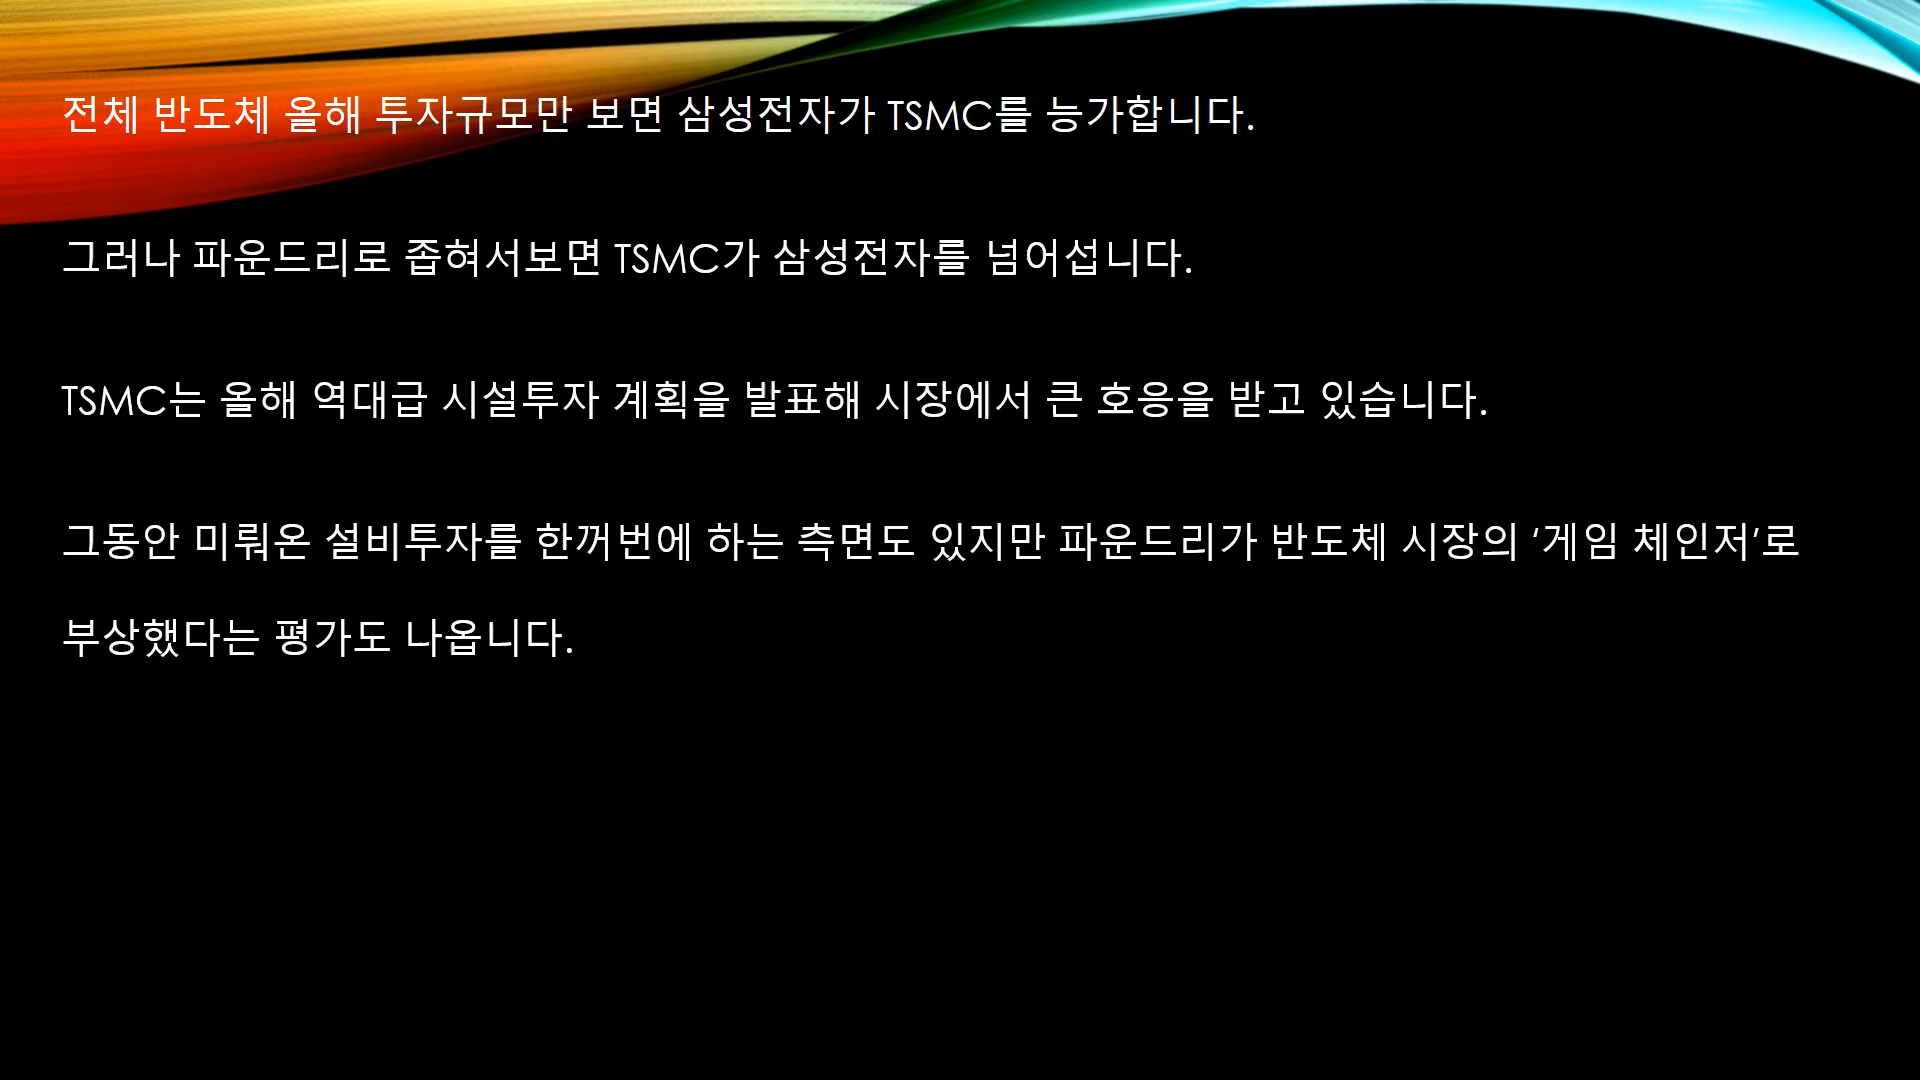 전체 반도체 올해 투자규모만 보면 삼성전자가 TSMC를 능가합니다.
그러나 파운드리로 좁혀서보면 TSMC가 삼성전자를 넘어섭니다.
TSMC는 올해 역대급 시설투자 계획을 발표해 시장에서 큰 호응을 받고 있습니다.
그동안 미뤄온 설비투자를 한꺼번에 하는 측면도 있지만 파운드리가 반도체 시장의 ‘게임 체인저’로
부상했다는 평가도 나옵니다.